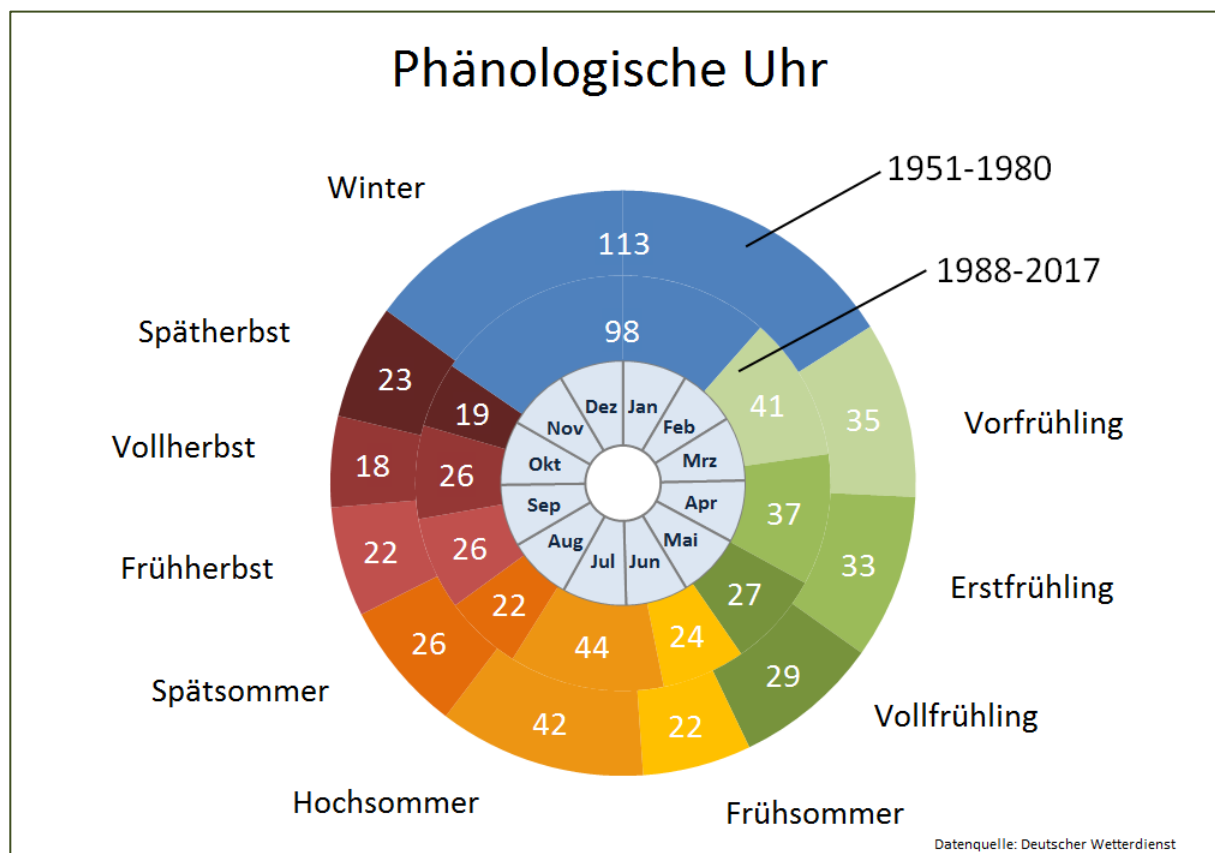 Phänologische Uhr
1951-1980
1988-2017
Winter
113
98
Vorfrühling
35
41
Erstfrühling
33
37
Vollfrühling
29
27
Frühsommer
22
24
Hochsommer
42
44
Spätsommer
26
22
Frühherbst
22
26
Vollherbst
18
26
Spätherbst
23
19
Jan
Feb
Mrz
Apr
Mai
Jun
Jul
Aug
Sep
Okt
Nov
Dez
Datenquelle: Deutscher Wetterdienst